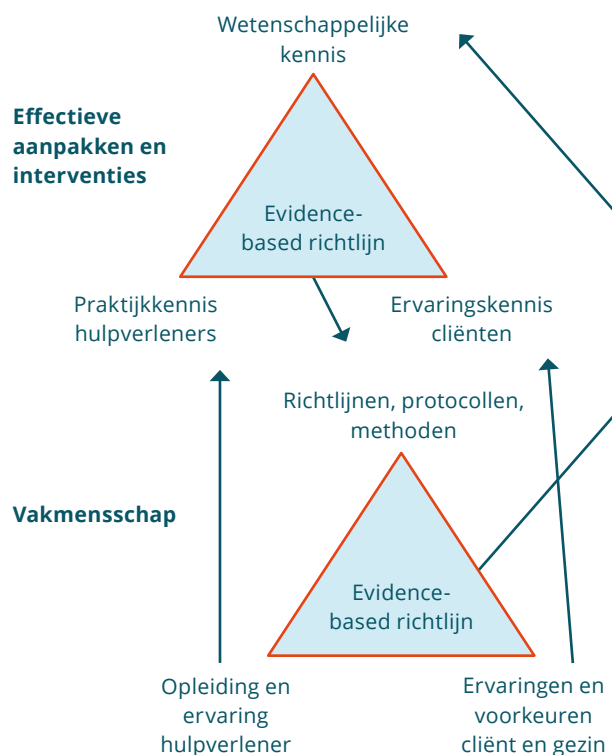 Wetenschappelijke
kennis
Effectieve
aanpakken en
interventies
Evidence-
based richtlijn
Praktijkkennis
hulpverleners
Ervaringskennis
cliënten
Richtlijnen, protocollen,
methoden
Vakmensschap
Evidence-
based richtlijn
Opleiding en
ervaring
hulpverlener
Ervaringen en
voorkeuren
cliënt en gezin